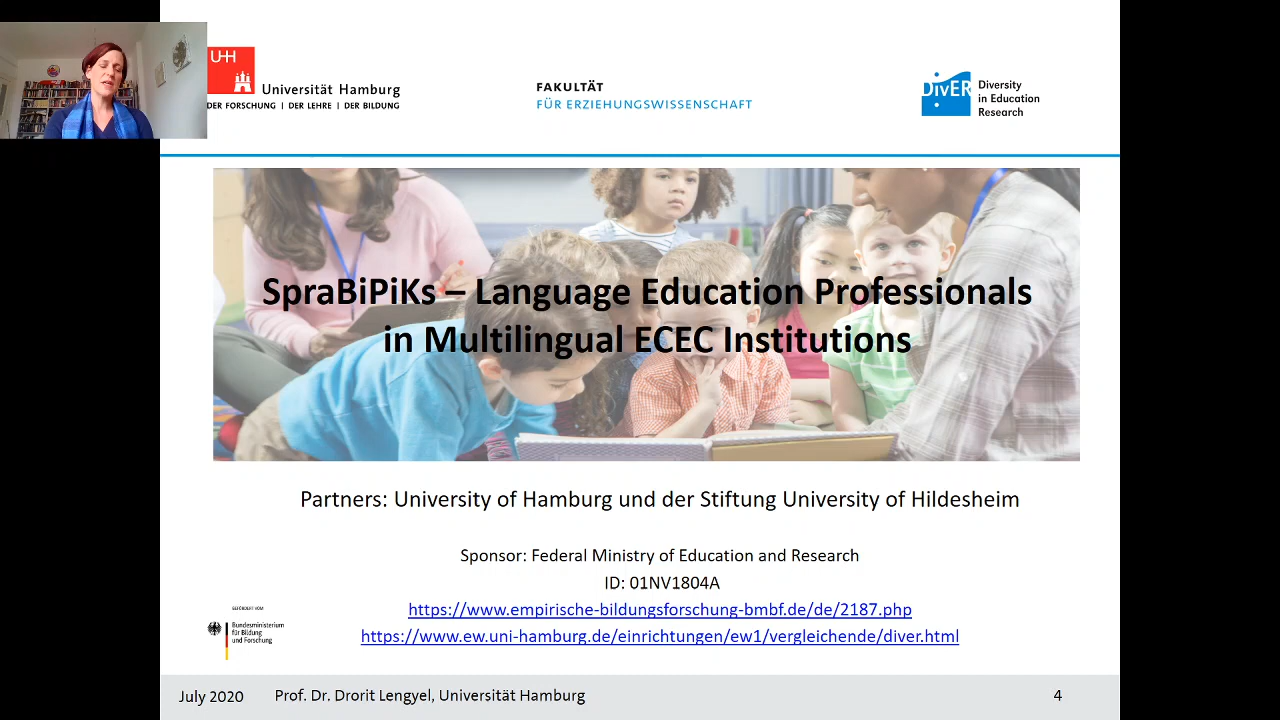 UHH
Universität Hamburg
DER FORSCHUNG | DER LEHRE | DER BILDUNG
FAKULTÄT
FÜR ERZIEHUNGSWISSENSCHAFT
DivER
Diversity
in Education
Research
SpraBiPiKs – Language Education Professionals
in Multilingual ECEC Institutions
Partners: University of Hamburg und der Stiftung University of Hildesheim
Sponsor: Federal Ministry of Education and Research
ID: 01NV1804A
https://www.empirische-bildungsforschung-bmbf.de/de/2187.php
https://www.ew.uni-hamburg.de/einrichtungen/ew1/vergleichende/diver.html
GEFÖRDERT VOM
Bundesministerium
für Bildung
und Forschung
July 2020 Prof. Dr. Drorit Lengyel, Universität Hamburg 4